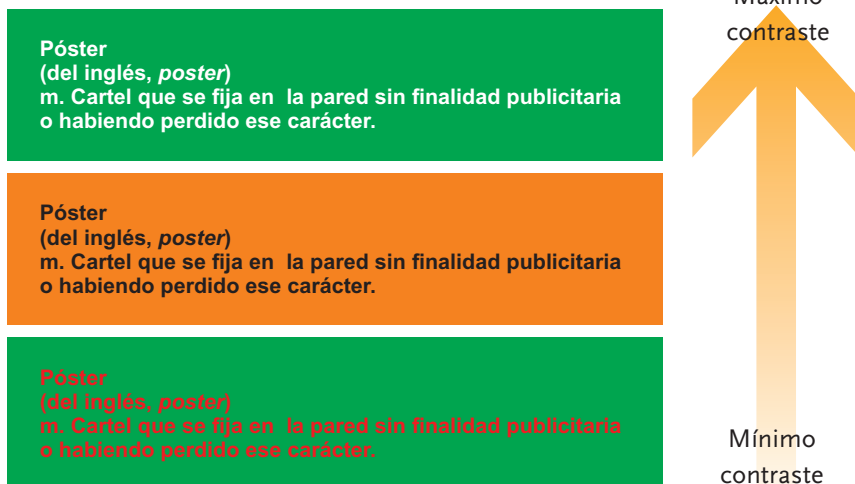 Máximo
contraste
Póster
(del inglés, poster)
m. Cartel que se fija en la pared sin finalidad publicitaria
o habiendo perdido ese carácter.
Póster
(del inglés, poster)
m. Cartel que se fija en la pared sin finalidad publicitaria
o habiendo perdido ese carácter.
Póster
(del inglés, poster)
m. Cartel que se fija en la pared sin finalidad publicitaria
o habiendo perdido ese carácter.
Mínimo
contraste